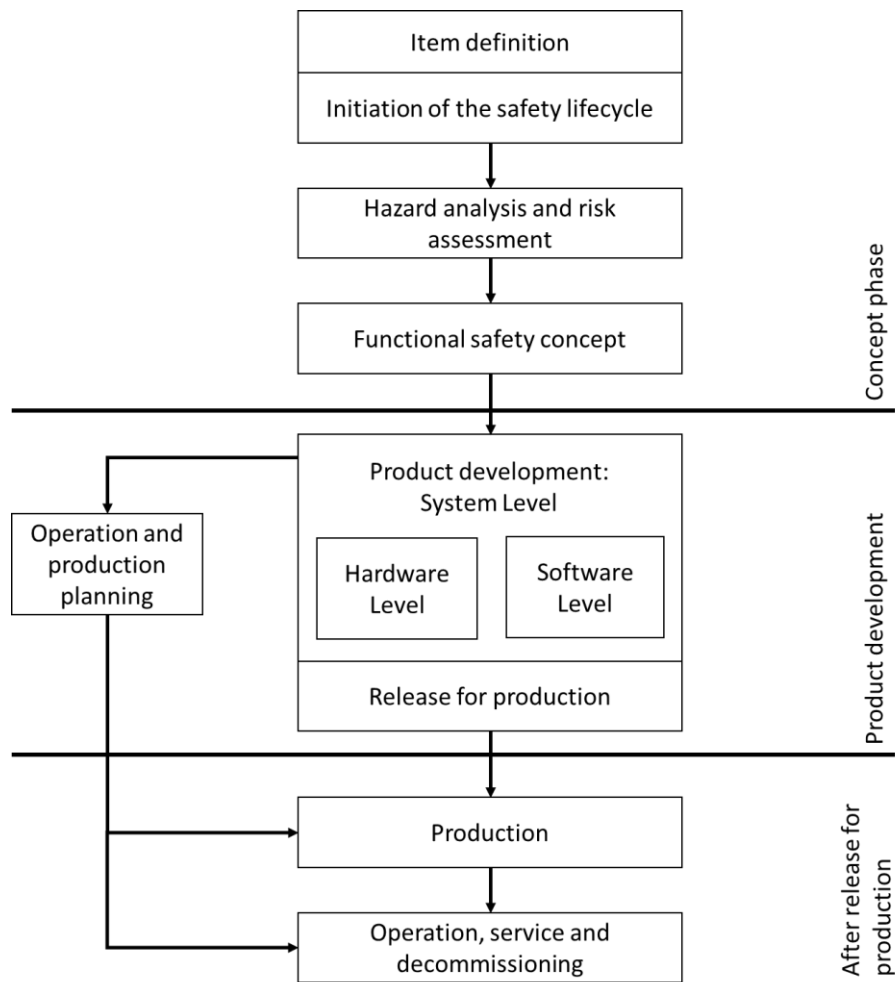 Item definition
Initiation of the safety lifecycle
Hazard analysis and risk
assessment
Functional safety concept
Concept phase
Product development:
System Level
Operation and
production
planning
Hardware
Level
Software
Level
Release for production
Product development
Production
Operation, service and
decommissioning
After release for
production